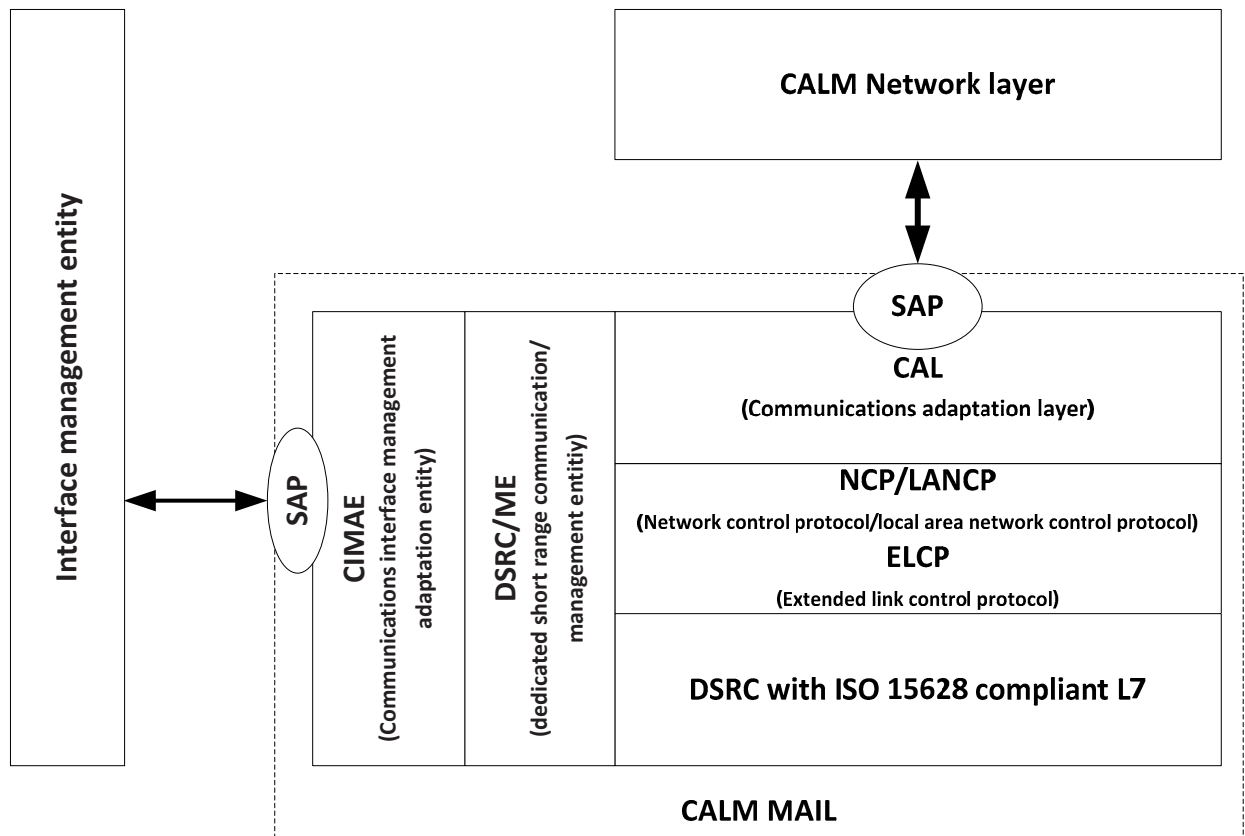 Interface management entity
CALM Network layer
SAP
SAP
CIMAE
(Communications interface management
adaptation entity)
DSRC/ME
(dedicated short range communication/
management entitiy)
CAL
(Communications adaptation layer)
NCP/LANCP
(Network control protocol/local area network control protocol)
ELCP
(Extended link control protocol)
DSRC with ISO 15628 compliant L7
CALM MAIL